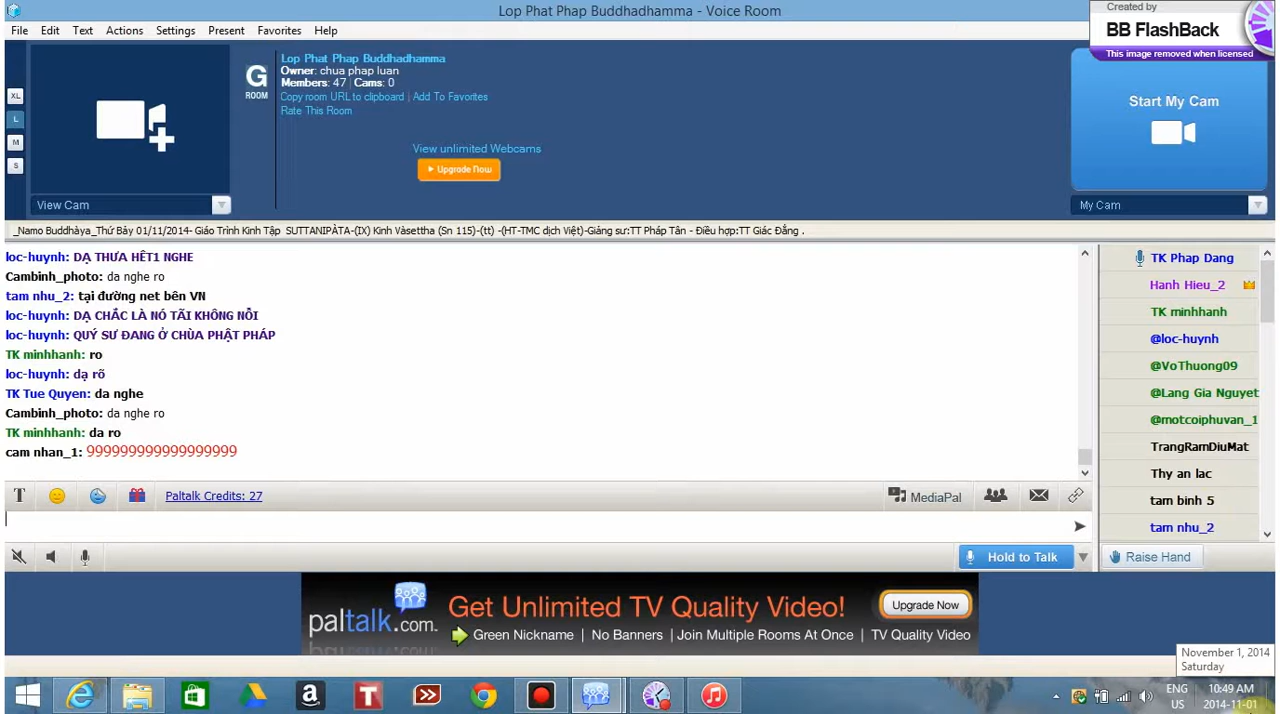 Lop Phat Phap Buddhadhamma - Voice Room
Created by
BB FlashBack
This image removed when licensed
File Edit Text Actions Settings Present Favorites Help
XL
L
M
S
View Cam
G
ROOM
Lop Phat Phap Buddhadhamma
Owner: chua phap luan
Members: 47 | Cams: 0
Copy room URL to clipboard | Add To Favorites
Rate This Room
View unlimited Webcams
Upgrade Now
Start My Cam
My Cam
_Namo Buddhàya_Thứ Bảy 01/11/2014- Giáo Trình Kinh Tập SUTTANIPÀTA-(IX) Kinh Vàsettha (Sn 115)-(tt) -(HT-TMC dịch Việt)-Giảng sư:TT Pháp Tân - Điều hợp:TT Giác Đẳng .
loc-huynh: DẠ THƯA HẾT1 NGHE
Cambinh_photo: da nghe ro
tam nhu_2: tại đường net bên VN
loc-huynh: DẠ CHẮC LÀ NÓ TÃI KHÔNG NỖI
loc-huynh: QUÝ SƯ ĐANG Ở CHÙA PHẬT PHÁP
TK minhhanh: ro
loc-huynh: dạ rõ
TK Tue Quyen: da nghe
Cambinh_photo: da nghe ro
TK minhhanh: da ro
cam nhan_1: 999999999999999999
TK Phap Dang
Hanh Hieu_2
TK minhhanh
@loc-huynh
@VoThuong09
@Lang Gia Nguyet
@motcoiphuvan_1
TrangRamDiuMat
Thy an lac
tam binh 5
tam nhu_2
T
Paltalk Credits: 27
MediaPal
Hold to Talk
Raise Hand
paltalk.com.
Get Unlimited TV Quality Video!
Green Nickname | No Banners | Join Multiple Rooms At Once | TV Quality Video
Upgrade Now
November 1, 2014
Saturday
ENG
US
10:49 AM
2014-11-01